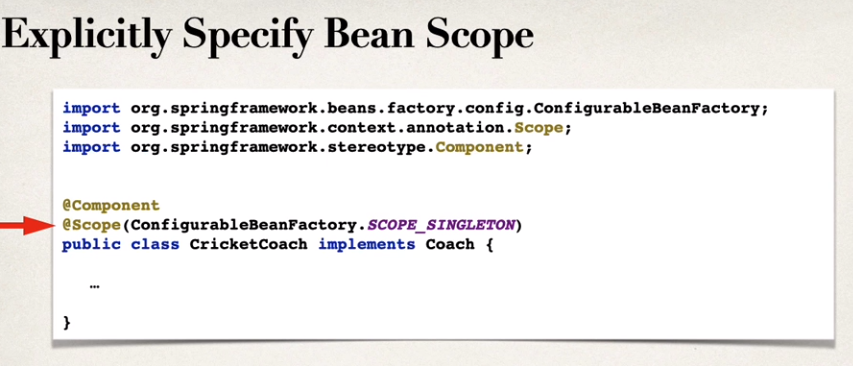 Explicitly Specify Bean Scope
import org.springframework.beans.factory.config.ConfigurableBeanFactory;
import org.springframework.context.annotation.Scope;
import org.springframework.stereotype.Component;
@Component
@Scope(ConfigurableBeanFactory.SCOPE_SINGLETON)
public class CricketCoach implements Coach {
…
}